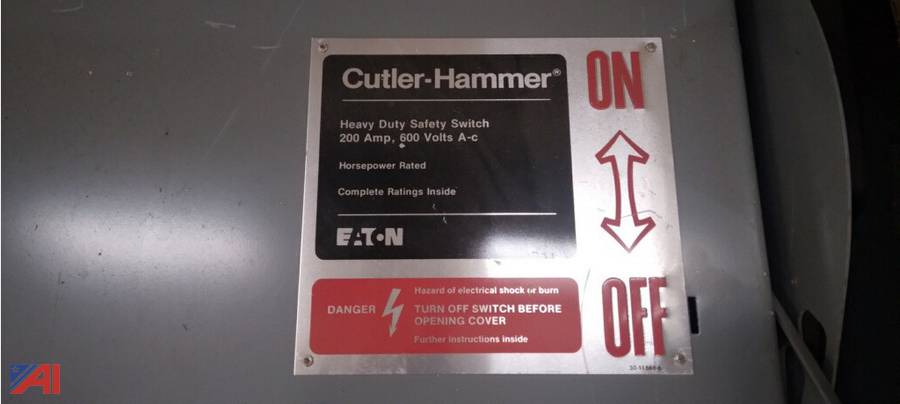 Cutler-Hammer®
ON
Heavy Duty Safety Switch
200 Amp, 600 Volts A-c
Horsepower Rated
Complete Ratings Inside
EATON
OFF
DANGER
Hazard of electrical shock or burn
TURN OFF SWITCH BEFORE
OPENING COVER
Further instructions inside
AI